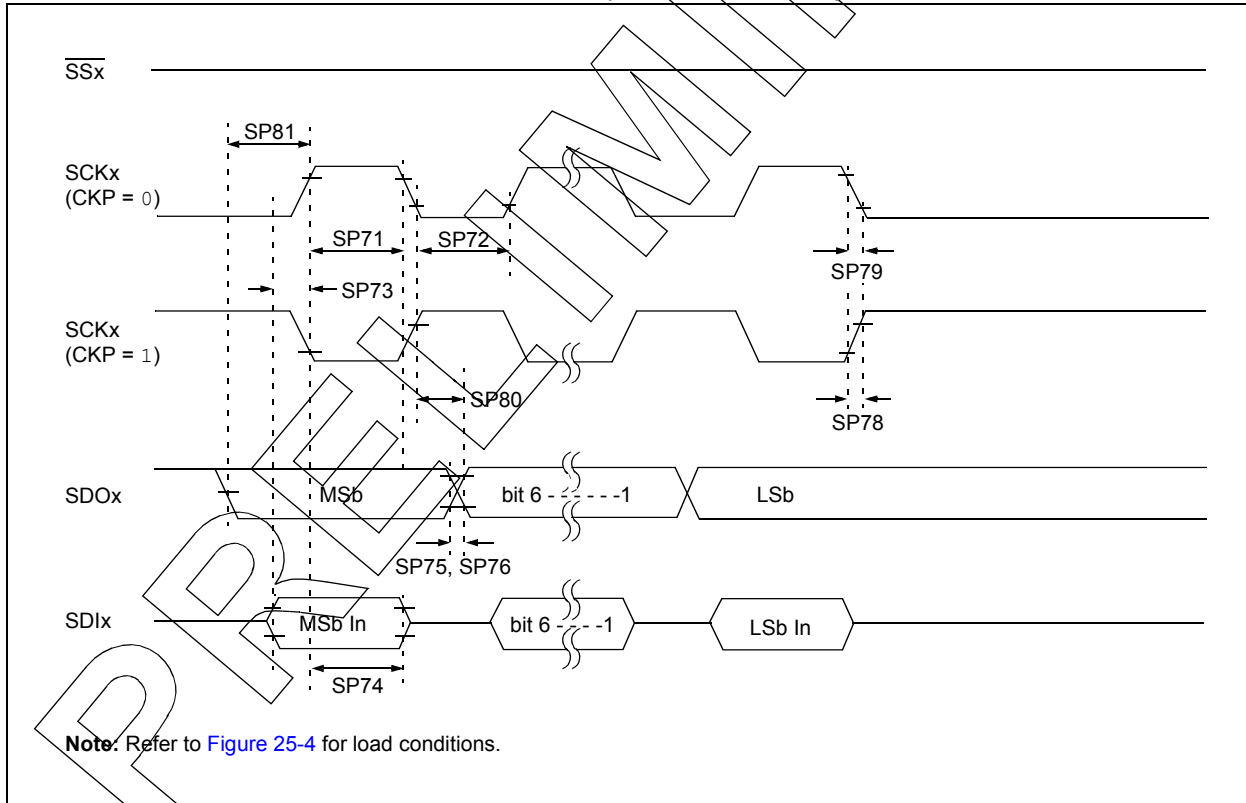 SSx
SP81
SCKx
(CKP = 0)
SP71
SP72
SP79
SP73
SCKx
(CKP = 1)
SP80
SP78
SDOx
MSb
bit 6 - - - - - -1
LSb
SP75, SP76
SDIx
MSb In
bit 6 - - - -1
LSb In
SP74
Note: Refer to Figure 25-4 for load conditions.
PRELIMIN